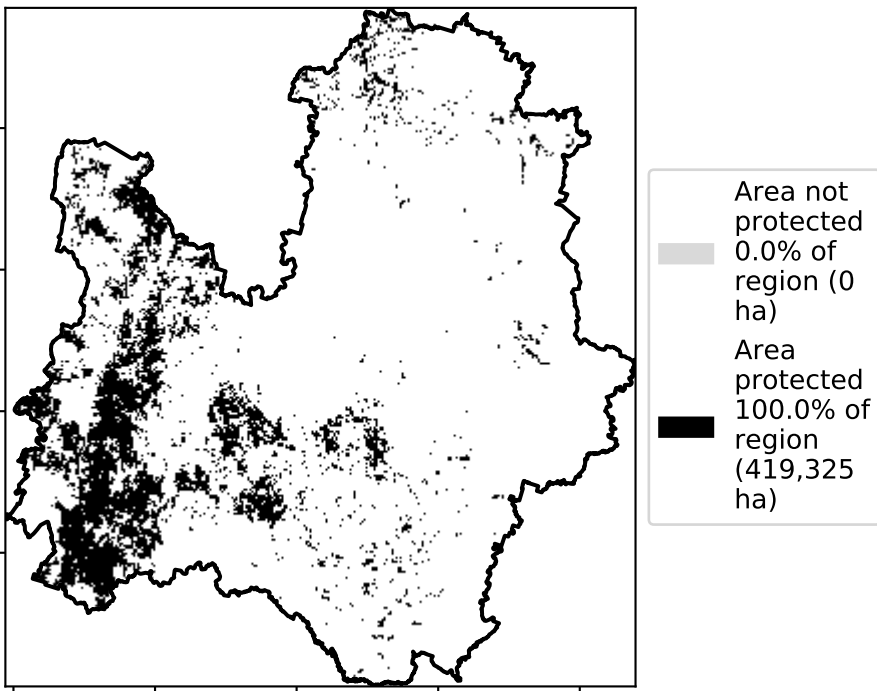 Area not
protected
0.0% of
region (0
ha)
Area
protected
100.0% of
region
(419,325
ha)